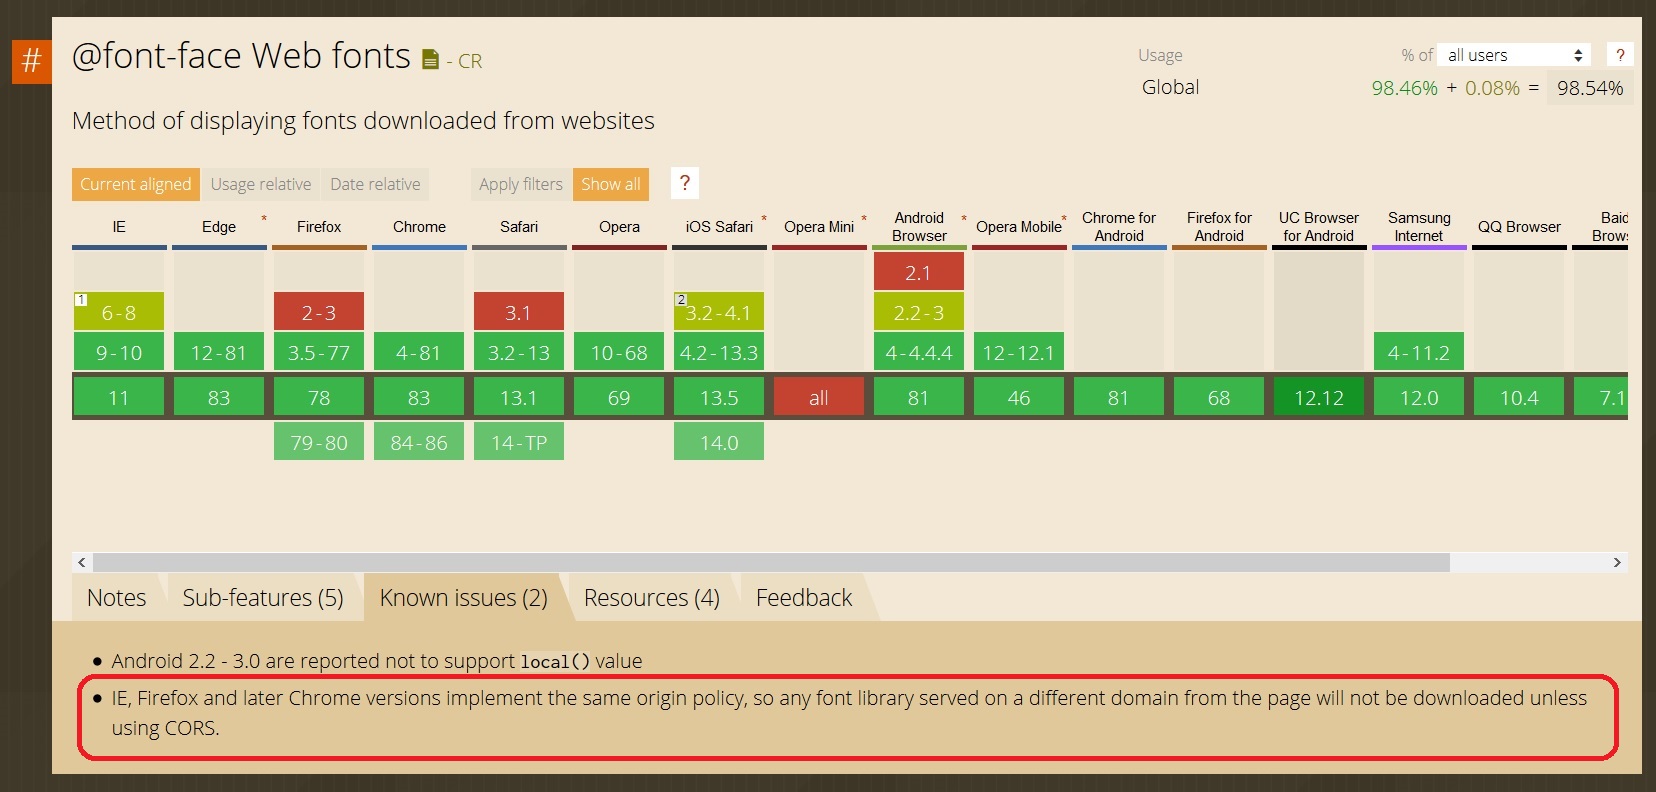 #
@font-face Web fonts - CR
Usage % of all users ?
Global 98.46% + 0.08% = 98.54%
Method of displaying fonts downloaded from websites
Current aligned Usage relative Date relative Apply filters Show all ?
IE Edge * Firefox Chrome Safari Opera iOS Safari * Opera Mini * Android Browser * Opera Mobile * Chrome for Android Firefox for Android UC Browser for Android Samsung Internet QQ Browser Baid Brows
2.1
1 6-8 2-3 3.1 2 3.2-4.1 2.2-3
9-10 12-81 3.5-77 4-81 3.2-13 10-68 4.2-13.3 4-4.4.4 12-12.1 4-11.2
11 83 78 83 13.1 69 13.5 all 81 46 81 68 12.12 12.0 10.4 7.1
79-80 84-86 14-TP 14.0
Notes Sub-features (5) Known issues (2) Resources (4) Feedback
• Android 2.2 - 3.0 are reported not to support local() value
• IE, Firefox and later Chrome versions implement the same origin policy, so any font library served on a different domain from the page will not be downloaded unless
using CORS.